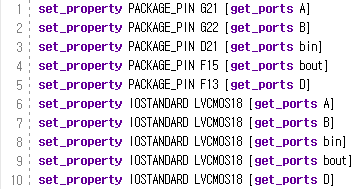 1 set_property PACKAGE_PIN G21 [get_ports A]
2 set_property PACKAGE_PIN G22 [get_ports B]
3 set_property PACKAGE_PIN D21 [get_ports bin]
4 set_property PACKAGE_PIN F15 [get_ports bout]
5 set_property PACKAGE_PIN F13 [get_ports D]
6 set_property IOSTANDARD LVCMOS18 [get_ports A]
7 set_property IOSTANDARD LVCMOS18 [get_ports B]
8 set_property IOSTANDARD LVCMOS18 [get_ports bin]
9 set_property IOSTANDARD LVCMOS18 [get_ports bout]
10 set_property IOSTANDARD LVCMOS18 [get_ports D]